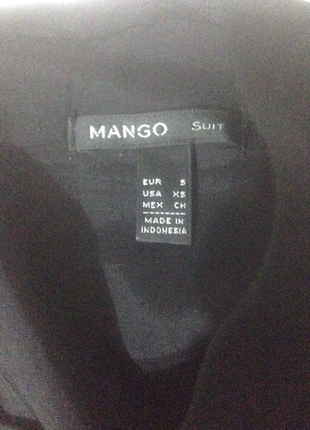 MANGO SUIT
EUR S
USA XS
MEX CH
MADE IN
INDONESIA